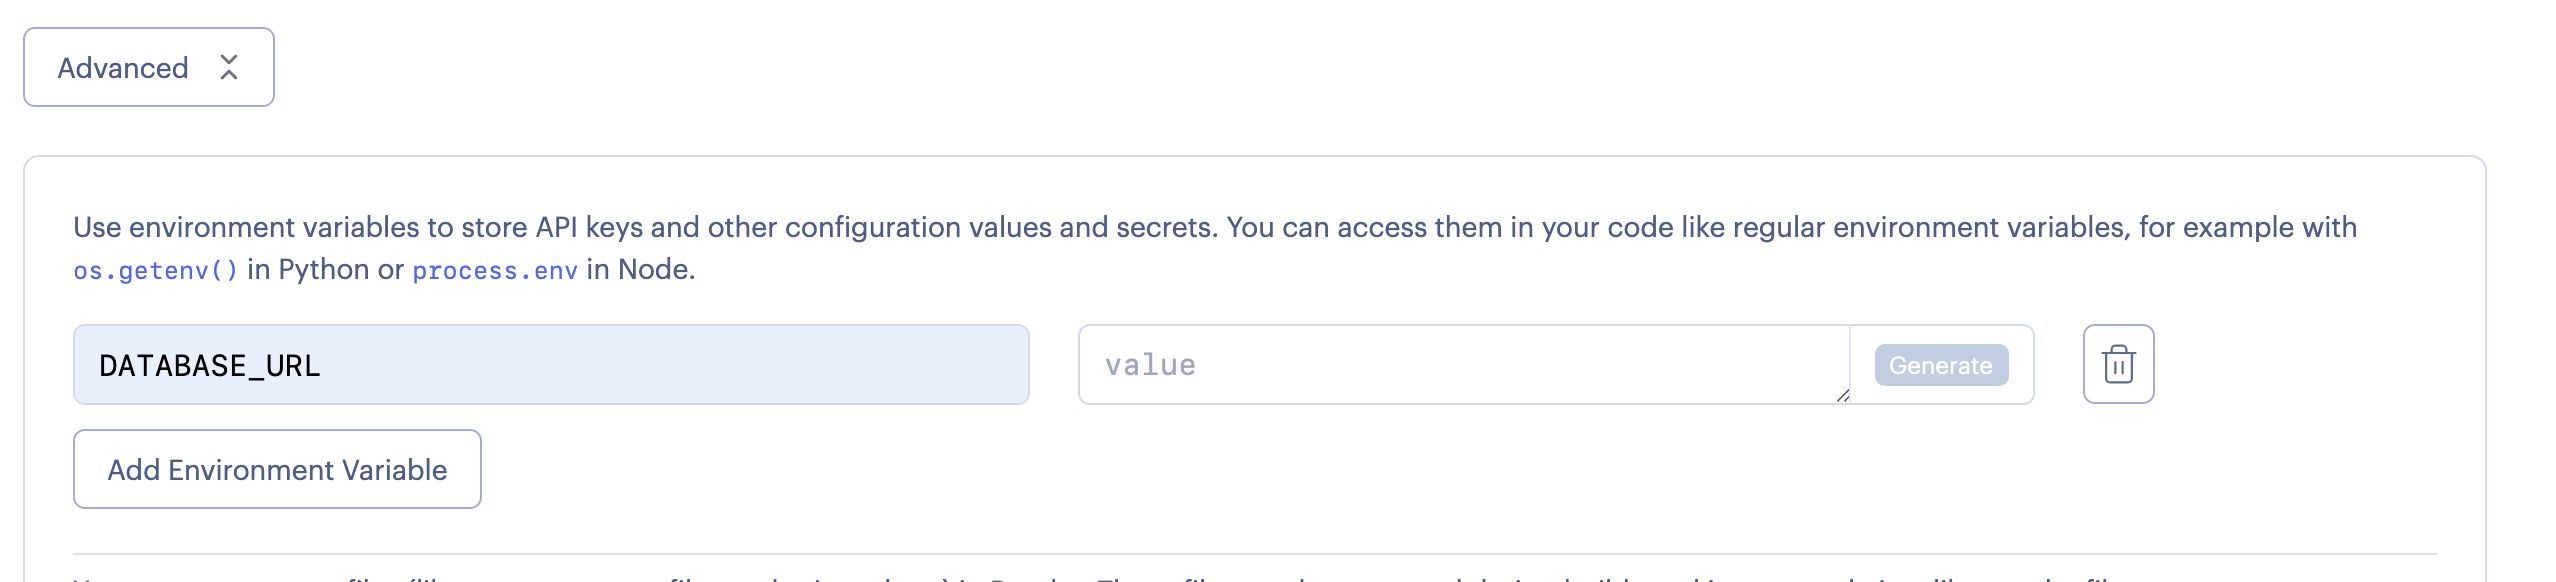 Advanced
Use environment variables to store API keys and other configuration values and secrets. You can access them in your code like regular environment variables, for example with
os.getenv() in Python or process.env in Node.
DATABASE_URL
value
Generate
Add Environment Variable